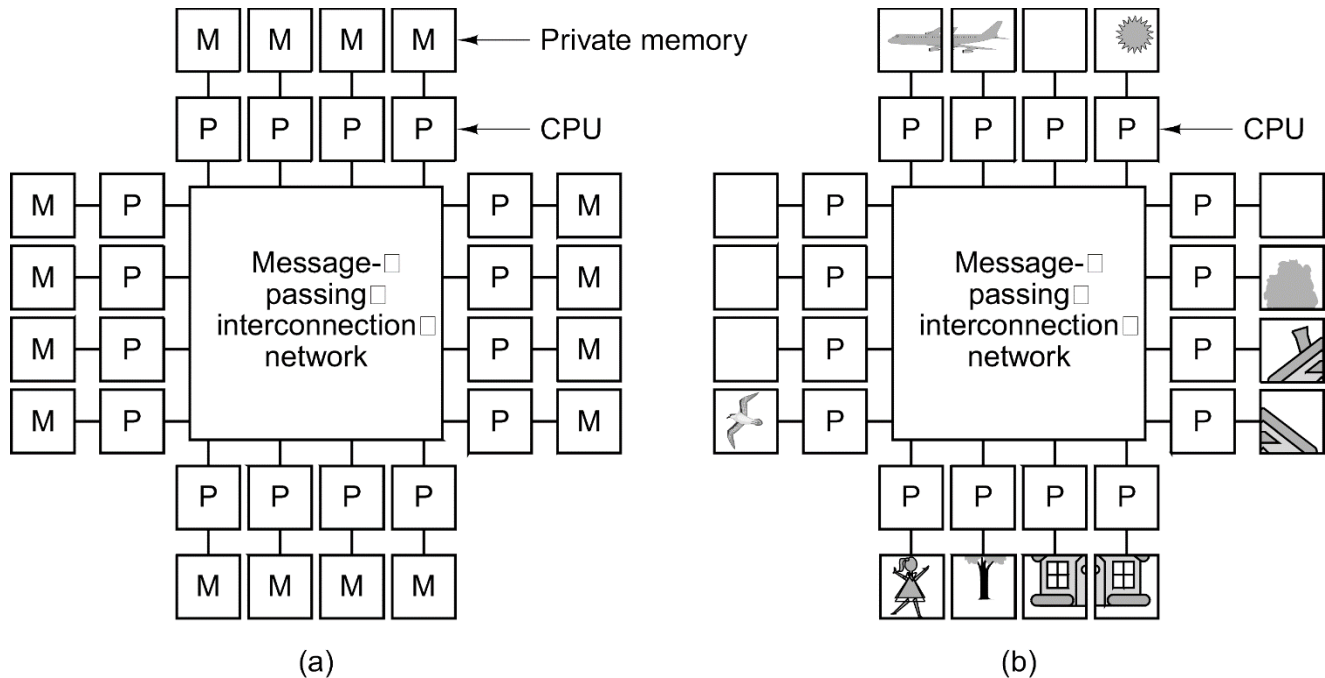 M M M M Private memory
P P P P CPU
M P P M
M P P M
M P P M
M P P M
Message-
passing
interconnection
network
P P P P
M M M M
(a)
P P P P CPU
P P
P P
P P
P P
Message-
passing
interconnection
network
P P P P
(b)